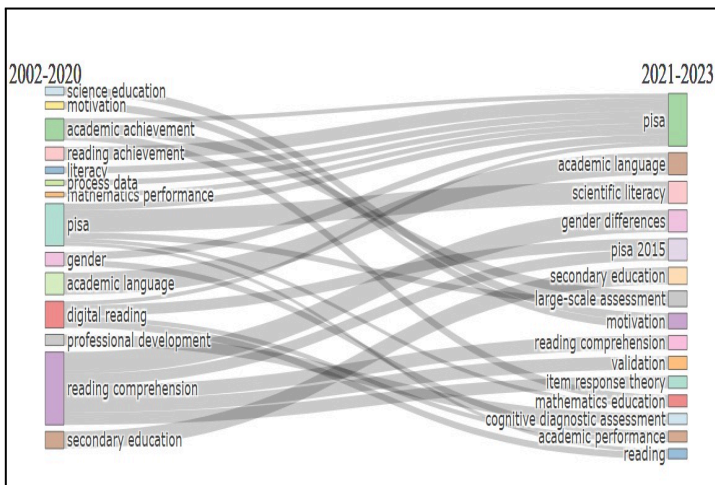 2002-2020
science education
motivation
academic achievement
reading achievement
literacy
process data
mathematics performance
pisa
gender
academic language
digital reading
professional development
reading comprehension
secondary education
2021-2023
pisa
academic language
scientific literacy
gender differences
pisa 2015
secondary education
large-scale assessment
motivation
reading comprehension
validation
item response theory
mathematics education
cognitive diagnostic assessment
academic performance
reading